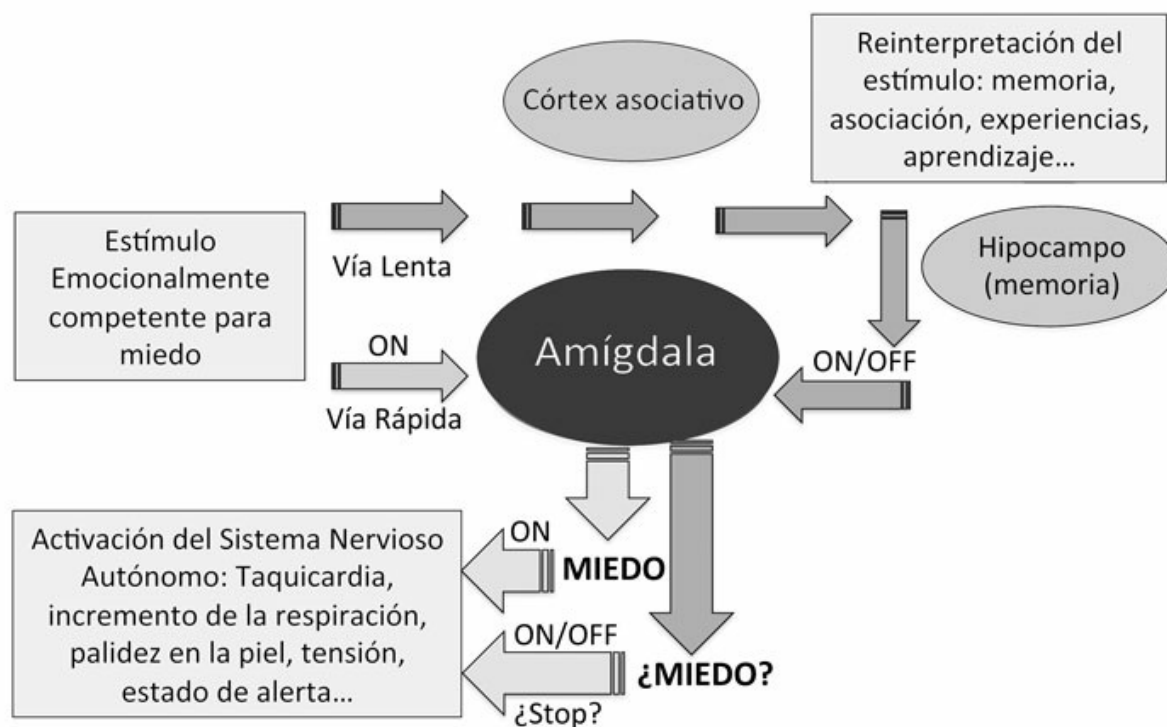 Córtex asociativo
Reinterpretación del
estímulo: memoria,
asociación, experiencias,
aprendizaje...
Estímulo
Emocionalmente
competente para
miedo
Vía Lenta
Hipocampo
(memoria)
ON
Vía Rápida
Amígdala
ON/OFF
Activación del Sistema Nervioso
Autónomo: Taquicardia,
incremento de la respiración,
palidez en la piel, tensión,
estado de alerta...
ON
MIEDO
ON/OFF
¿MIEDO?
¿Stop?